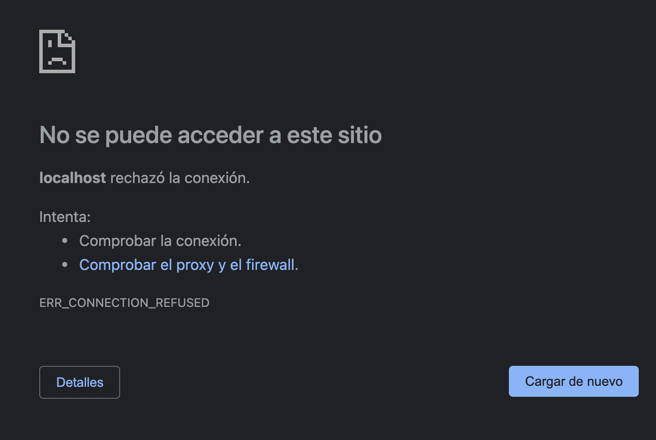 No se puede acceder a este sitio
localhost rechazó la conexión.
Intenta:
• Comprobar la conexión.
• Comprobar el proxy y el firewall.
ERR_CONNECTION_REFUSED
Detalles
Cargar de nuevo